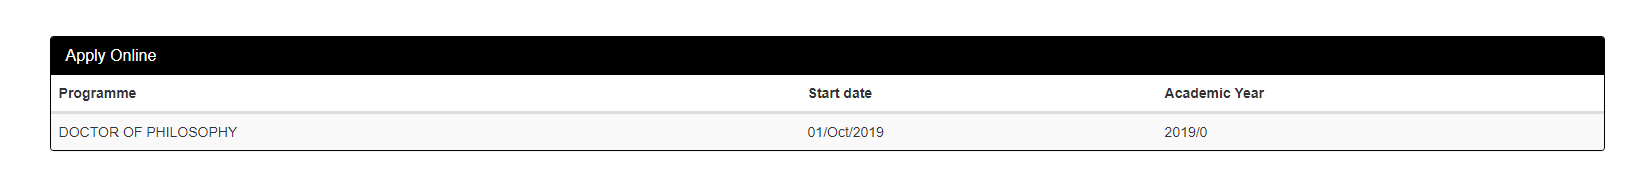 Apply Online
Programme Start date Academic Year
DOCTOR OF PHILOSOPHY 01/Oct/2019 2019/0